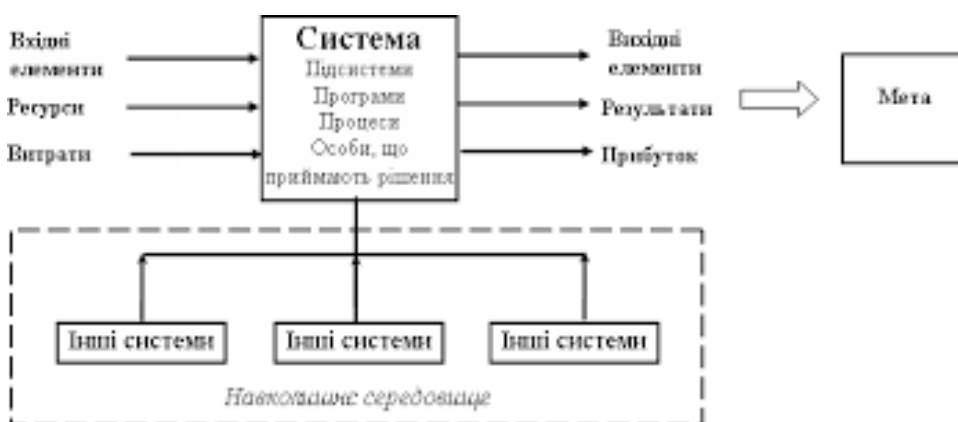 Вхідні
елементи
Ресурси
Витрати
Система
Підсистеми
Програми
Процеси
Особи, що
приймають рішення
Вихідні
елементи
Результати
Прибуток
Мета
Інші системи
Інші системи
Інші системи
Навколишнє середовище